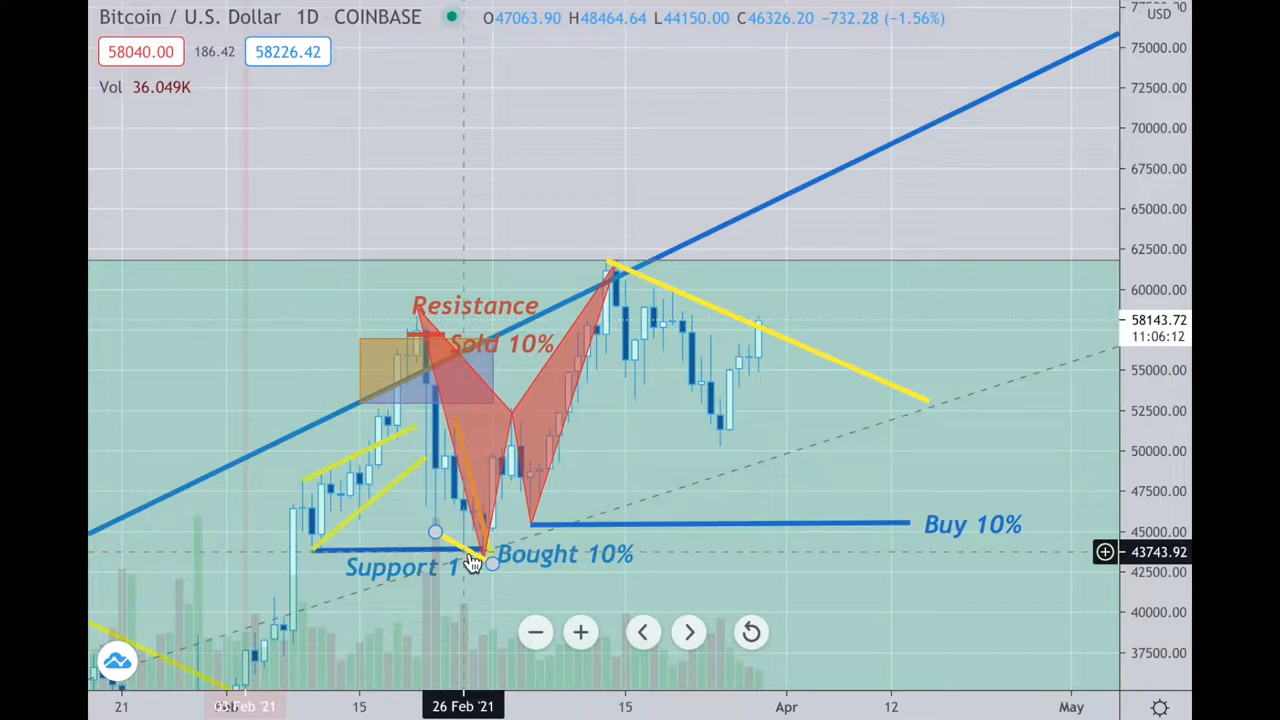 Bitcoin / U.S. Dollar 1D COINBASE O47063.90 H48464.64 L44150.00 C46326.20 −732.28 (−1.56%)
USD
58040.00 186.42 58226.42
Vol 36.049K
75000.00
72500.00
70000.00
67500.00
65000.00
62500.00
60000.00
58143.72
11:06:12
55000.00
52500.00
50000.00
47500.00
45000.00
43743.92
42500.00
40000.00
37500.00
Resistance
Sold 10%
Buy 10%
Bought 10%
Support 1
21 03 Feb '21 15 26 Feb '21 15 Apr 12 May